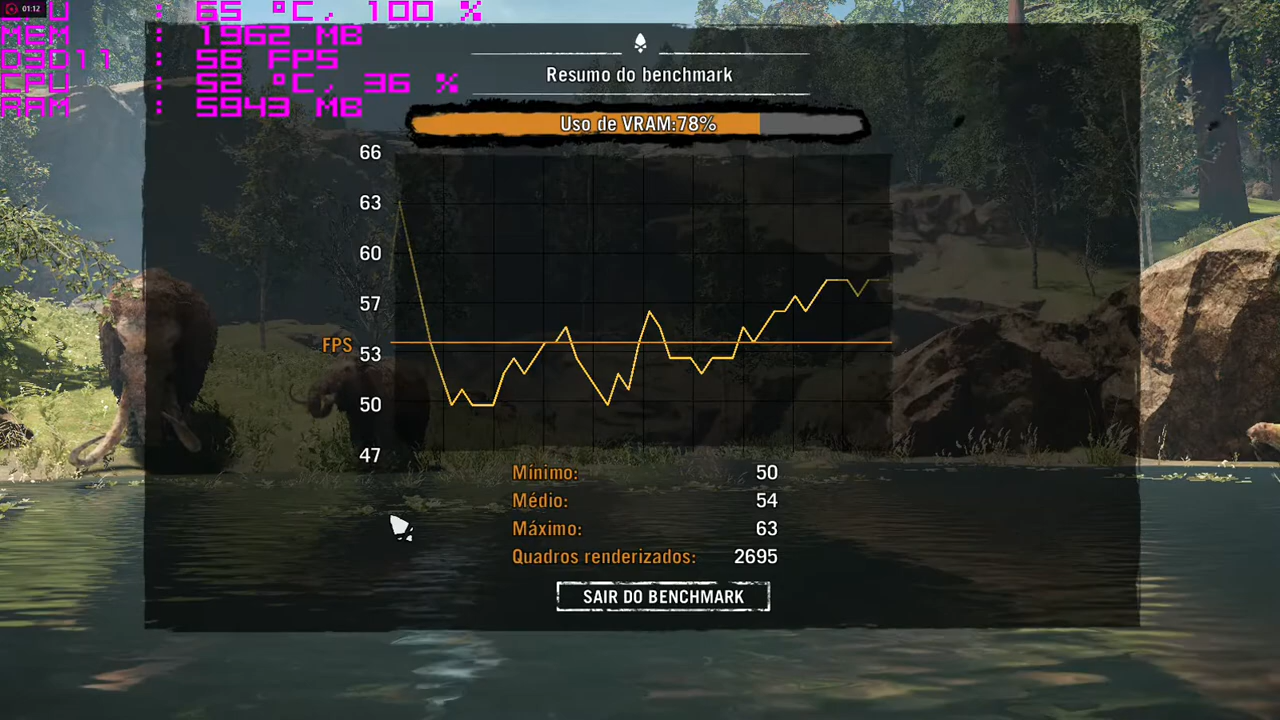 01:12
: 65 °C, 100 %
MEM : 1962 MB
D3D11 : 56 FPS
CPU : 52 °C, 36 %
RAM : 5943 MB
Resumo do benchmark
Uso de VRAM:78%
66
63
60
57
FPS
53
50
47
Mínimo: 50
Médio: 54
Máximo: 63
Quadros renderizados: 2695
SAIR DO BENCHMARK